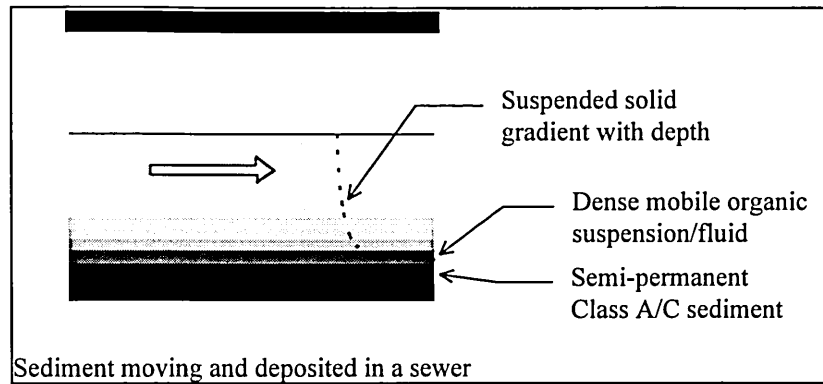 Suspended solid
gradient with depth
Dense mobile organic
suspension/fluid
Semi-permanent
Class A/C sediment
Sediment moving and deposited in a sewer